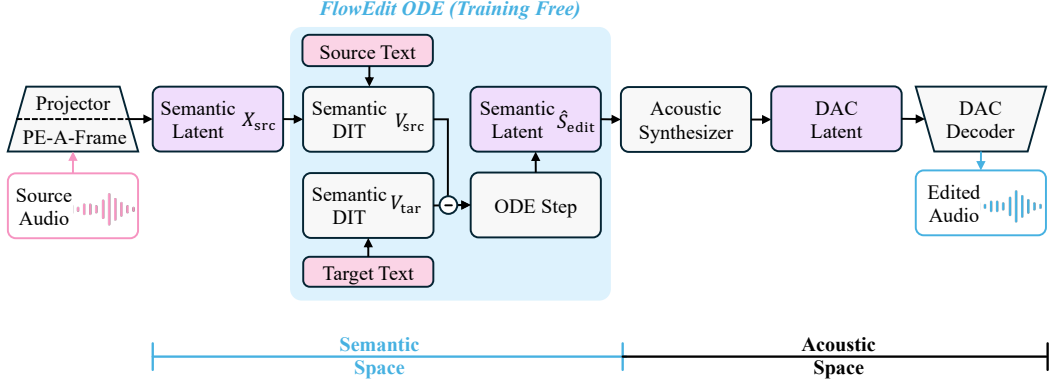 FlowEdit ODE (Training Free)
Source Text
Projector
PE-A-Frame
Source
Audio
Semantic
Latent X_src
Semantic
DIT V_src
Semantic
DIT V_tar
Target Text
Semantic
Latent Ŝ_edit
ODE Step
Acoustic
Synthesizer
DAC
Latent
DAC
Decoder
Edited
Audio
Semantic
Space
Acoustic
Space